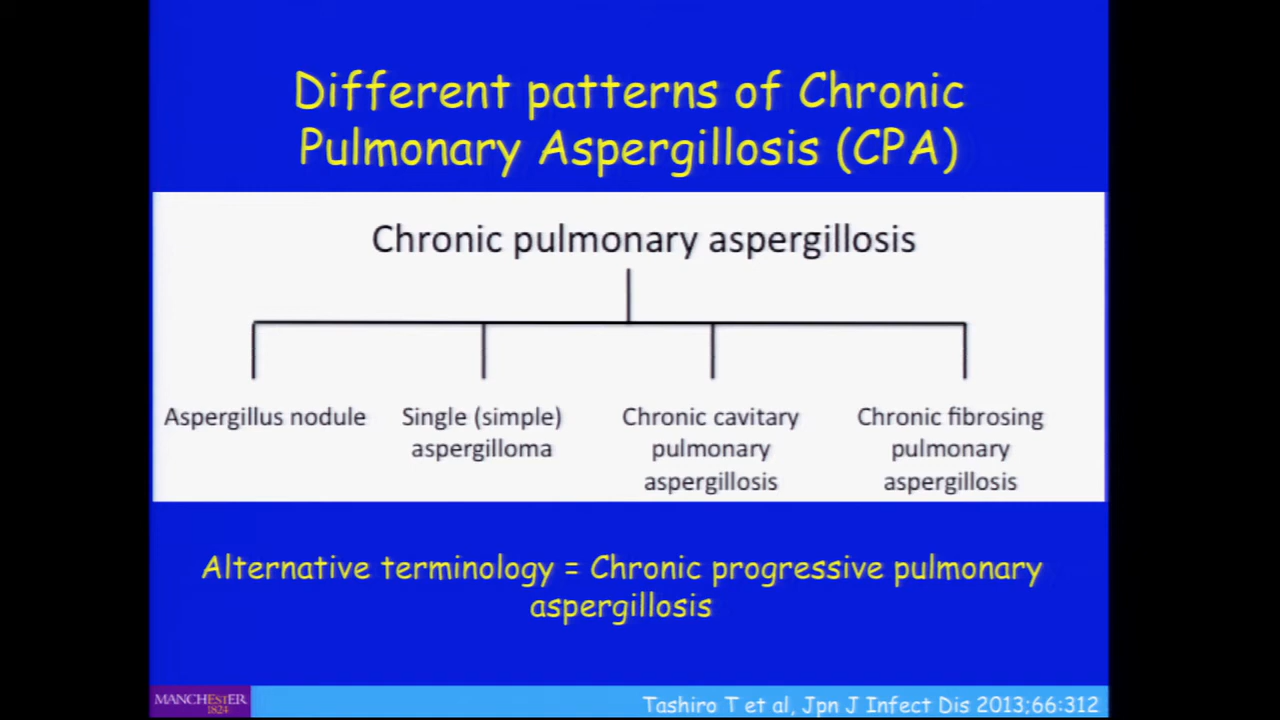 Different patterns of Chronic
Pulmonary Aspergillosis (CPA)
Chronic pulmonary aspergillosis
Aspergillus nodule
Single (simple)
aspergilloma
Chronic cavitary
pulmonary
aspergillosis
Chronic fibrosing
pulmonary
aspergillosis
Alternative terminology = Chronic progressive pulmonary
aspergillosis
MANCHESTER
1824
Tashiro T et al, Jpn J Infect Dis 2013;66:312